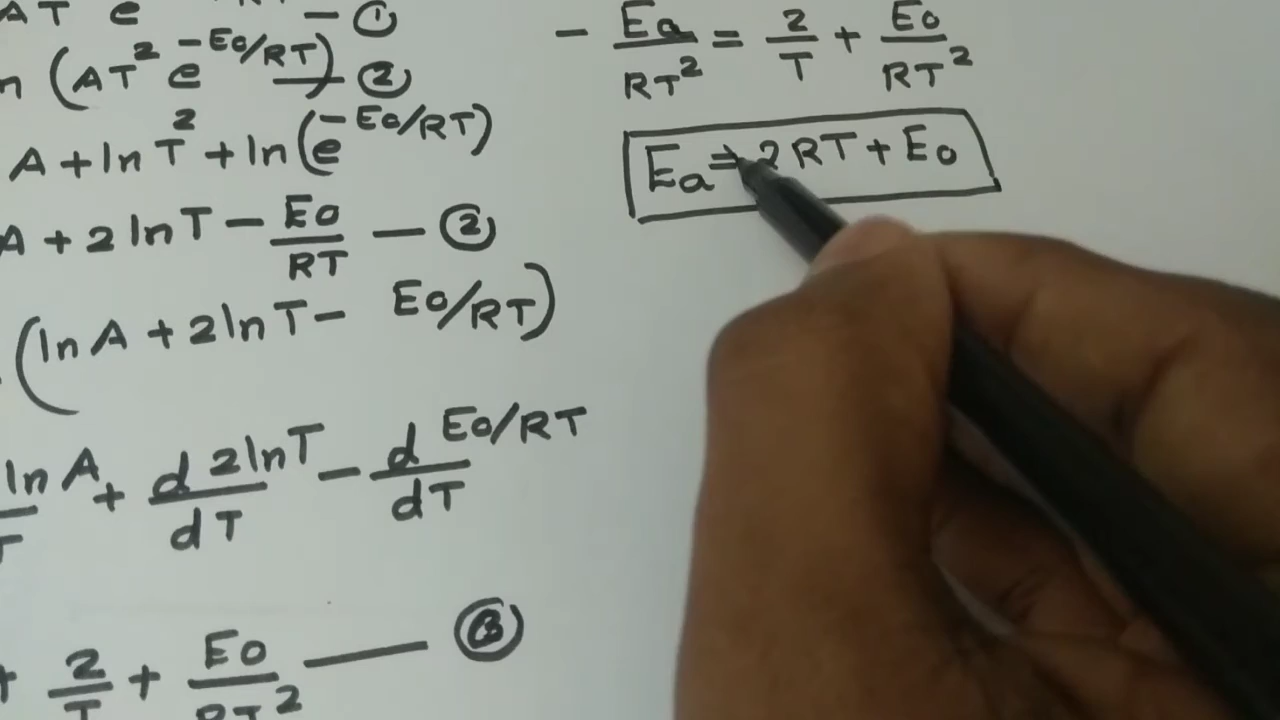 AT e — ①
n (AT² e^-E0/RT) — ②
A + ln T² + ln (e^-E0/RT)
A + 2 ln T - E0/RT — ②
(ln A + 2 ln T - E0/RT)
ln A + d 2 ln T/dT - d E0/RT/dT
+ 2/T + E0/RT² — ③
- Ea/RT² = 2/T + E0/RT²
Ea = 2RT + E0